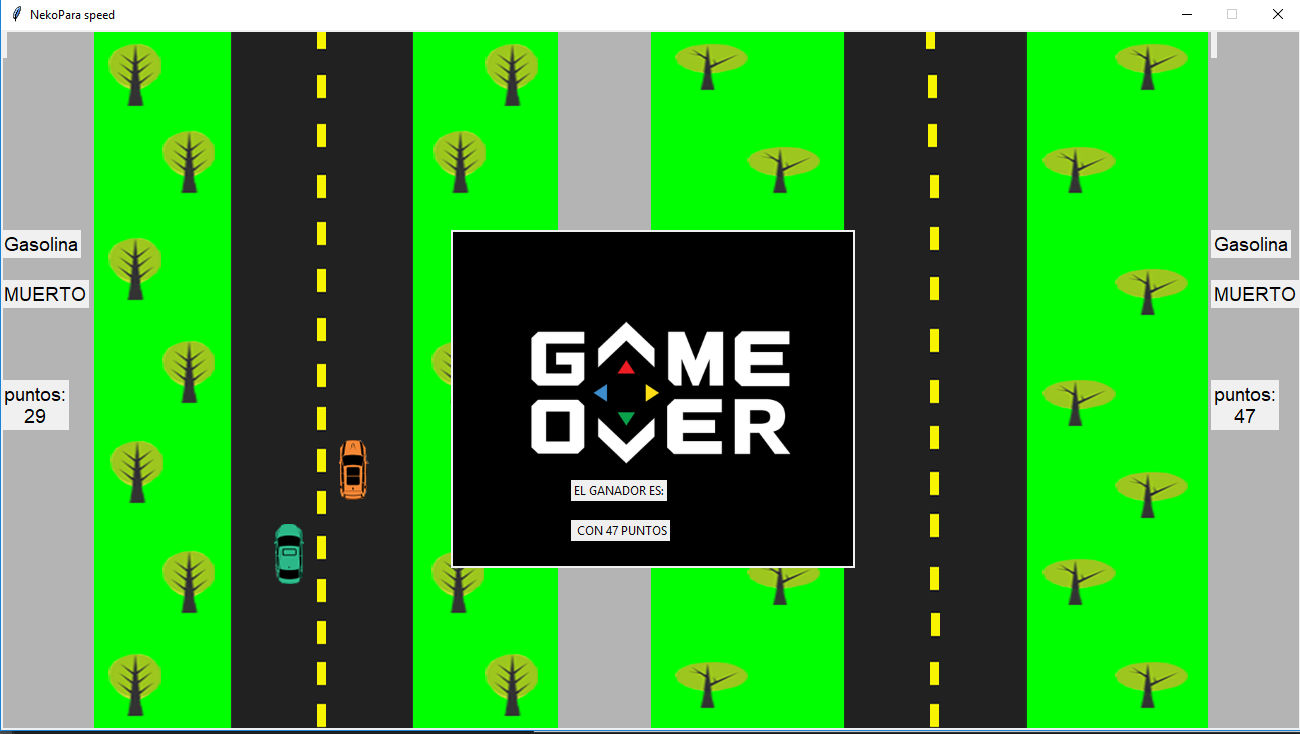 NekoPara speed
Gasolina
MUERTO
puntos:
29
GAME
OVER
EL GANADOR ES:
CON 47 PUNTOS
Gasolina
MUERTO
puntos:
47